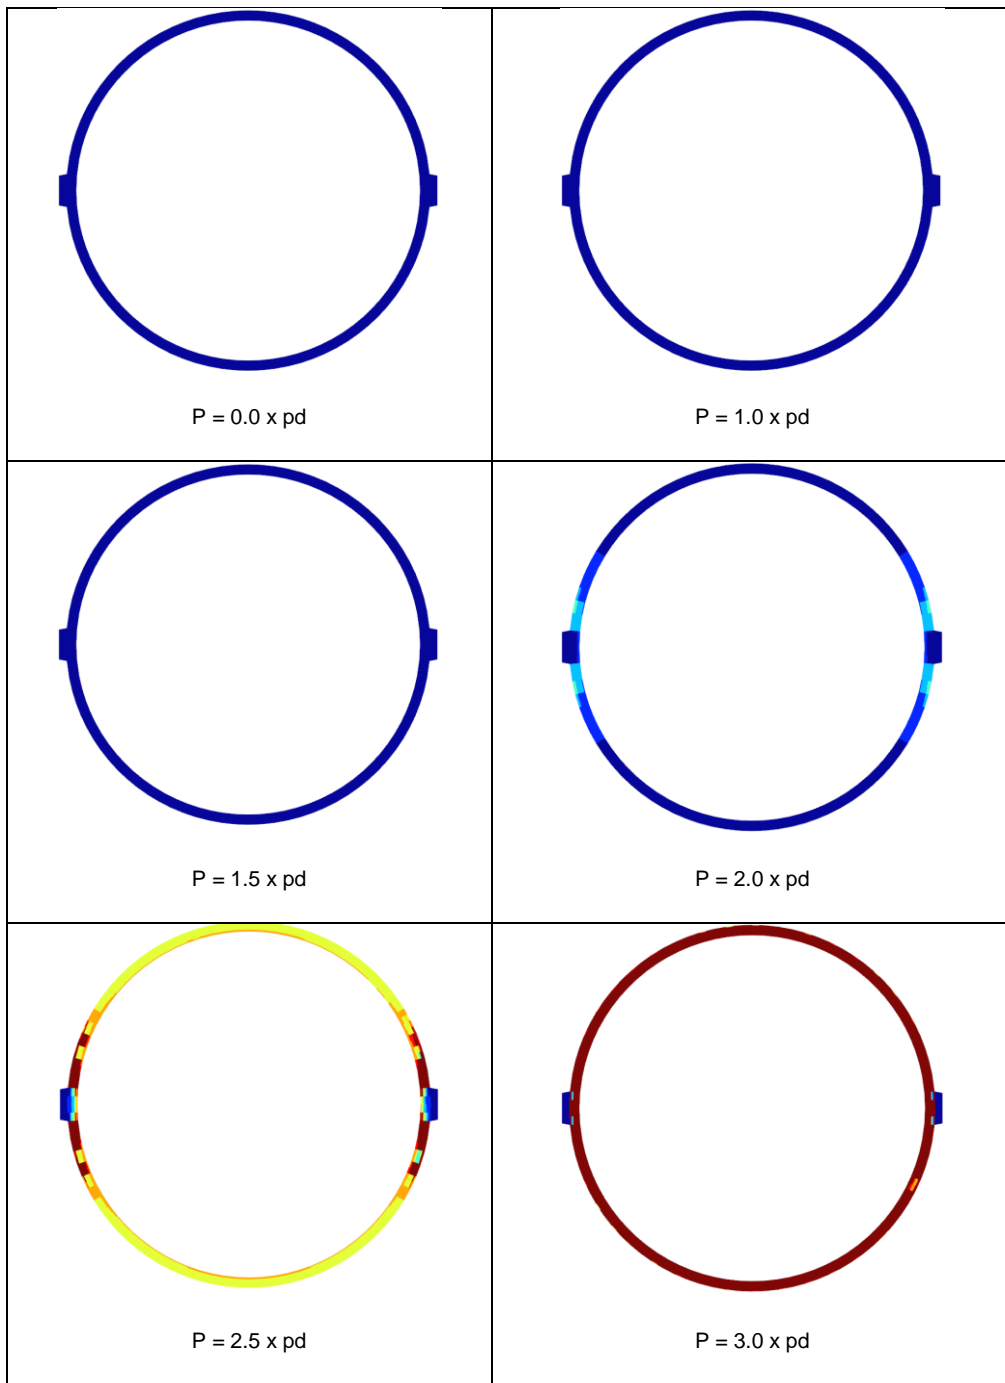 P = 0.0 x pd
P = 1.0 x pd
P = 1.5 x pd
P = 2.0 x pd
P = 2.5 x pd
P = 3.0 x pd